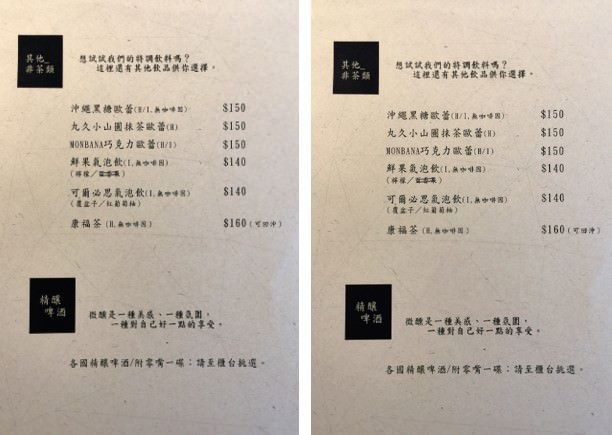 其他_
非茶類
想試試我們的特調飲料嗎？
這裡還有其他飲品供你選擇。
沖繩黑糖歐蕾(H/I.無咖啡因) $150
丸久小山園抹茶歐蕾(H) $150
MONBANA巧克力歐蕾(H/I) $150
鮮果氣泡飲(I.無咖啡因) $140
(檸檬／
可爾必思氣泡飲(I.無咖啡因) $140
(覆盆子／紅葡萄柚)
康福茶 (H.無咖啡因) $160(可回沖)
精釀
啤酒
微醺是一種美感、一種氛圍，
一種對自己好一點的享受。
各國精釀啤酒/附零嘴一碟；請至櫃台挑選。
其他_
非茶類
想試試我們的特調飲料嗎？
這裡還有其他飲品供你選擇。
沖繩黑糖歐蕾(H/I.無咖啡因) $150
丸久小山園抹茶歐蕾(H) $150
MONBANA巧克力歐蕾(H/I) $150
鮮果氣泡飲(I.無咖啡因) $140
(檸檬／
可爾必思氣泡飲(I.無咖啡因) $140
(覆盆子／紅葡萄柚)
康福茶 (H.無咖啡因) $160(可回沖)
精釀
啤酒
微醺是一種美感、一種氛圍，
一種對自己好一點的享受。
各國精釀啤酒/附零嘴一碟；請至櫃台挑選。